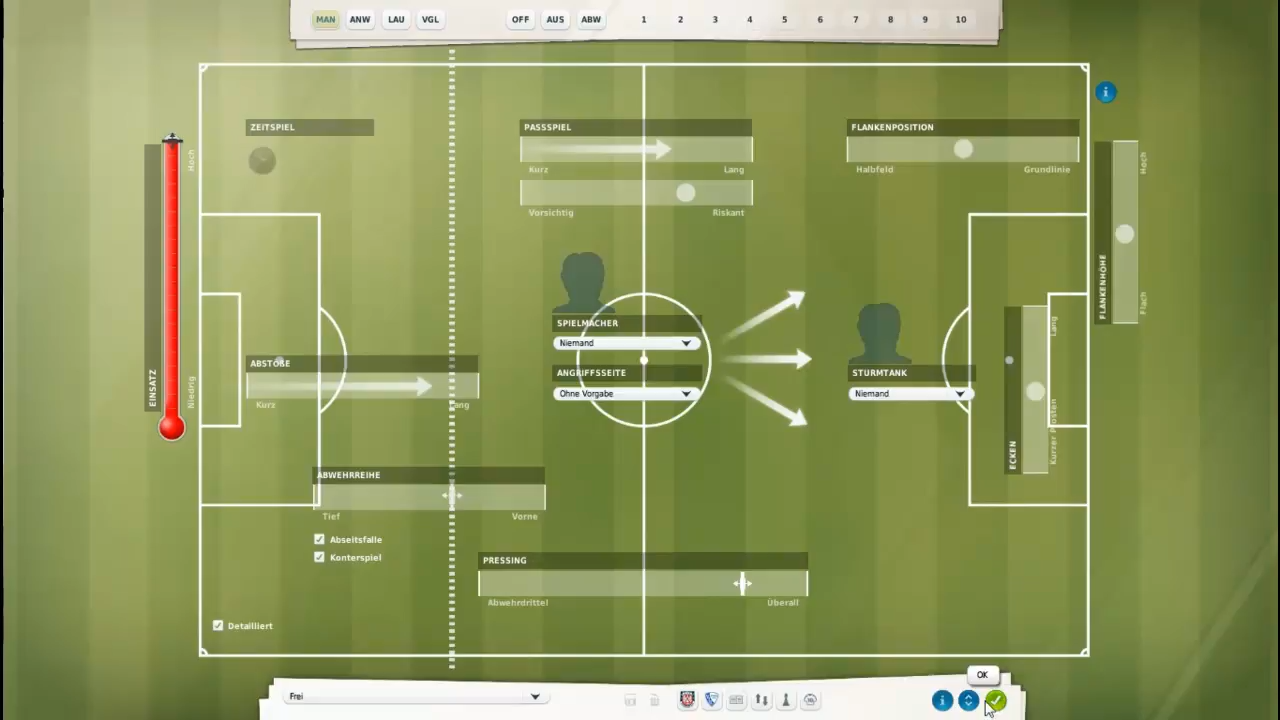 MAN ANW LAU VGL OFF AUS ABW 1 2 3 4 5 6 7 8 9 10
ZEITSPIEL
PASSSPIEL
Kurz Lang
Vorsichtig Riskant
FLANKENPOSITION
Halbfeld Grundlinie
EINSATZ
Hoch
Niedrig
FLANKENHÖHE
Hoch
Flach
SPIELMACHER
Niemand
ANGRIFFSSEITE
Ohne Vorgabe
STURMTANK
Niemand
ABSTÖßE
Kurz Lang
ECKEN
Lang
Kurzer Pfosten
ABWEHRREIHE
Tief Vorne
Abseitsfalle
Konterspiel
PRESSING
Abwehrdrittel Überall
Detailliert
OK
Frei